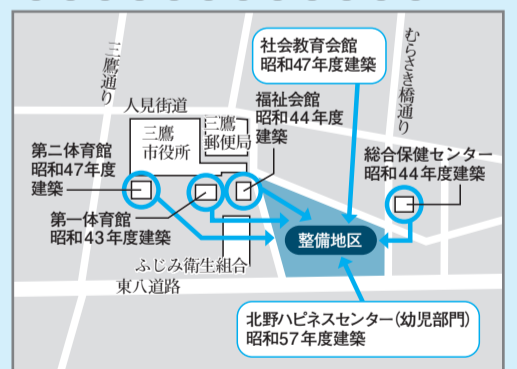 社会教育会館
昭和47年度建築
三鷹通り
むらさき橋通り
人見街道
三鷹
市役所
三鷹
郵便局
福祉会館
昭和44年度
建築
第二体育館
昭和47年度
建築
総合保健センター
昭和44年度建築
第一体育館
昭和43年度建築
整備地区
ふじみ衛生組合
東八道路
北野ハピネスセンター(幼児部門)
昭和57年度建築